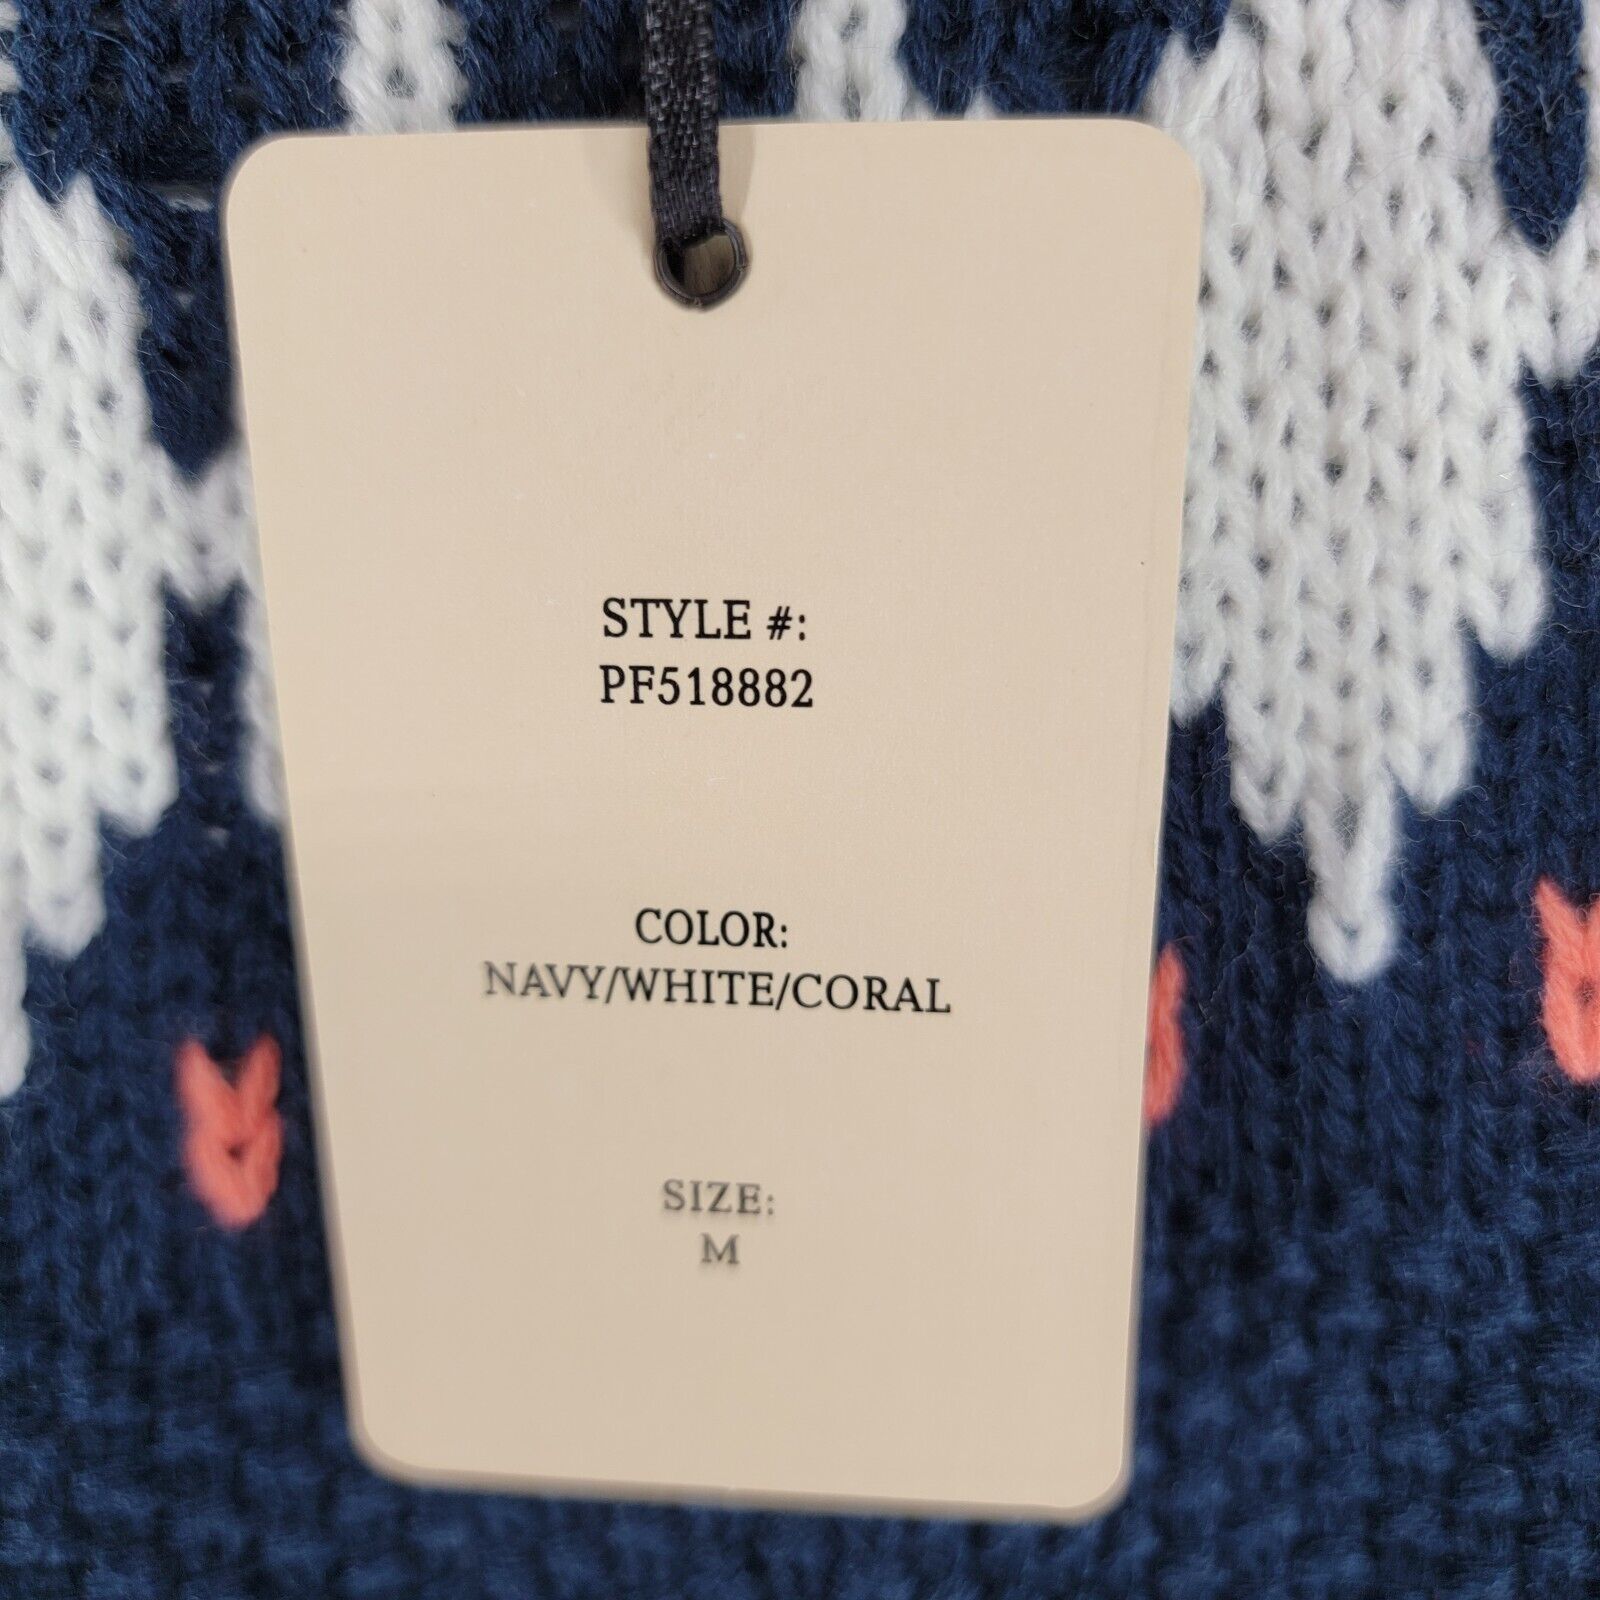 STYLE #:
PF518882
COLOR:
NAVY/WHITE/CORAL
SIZE:
M